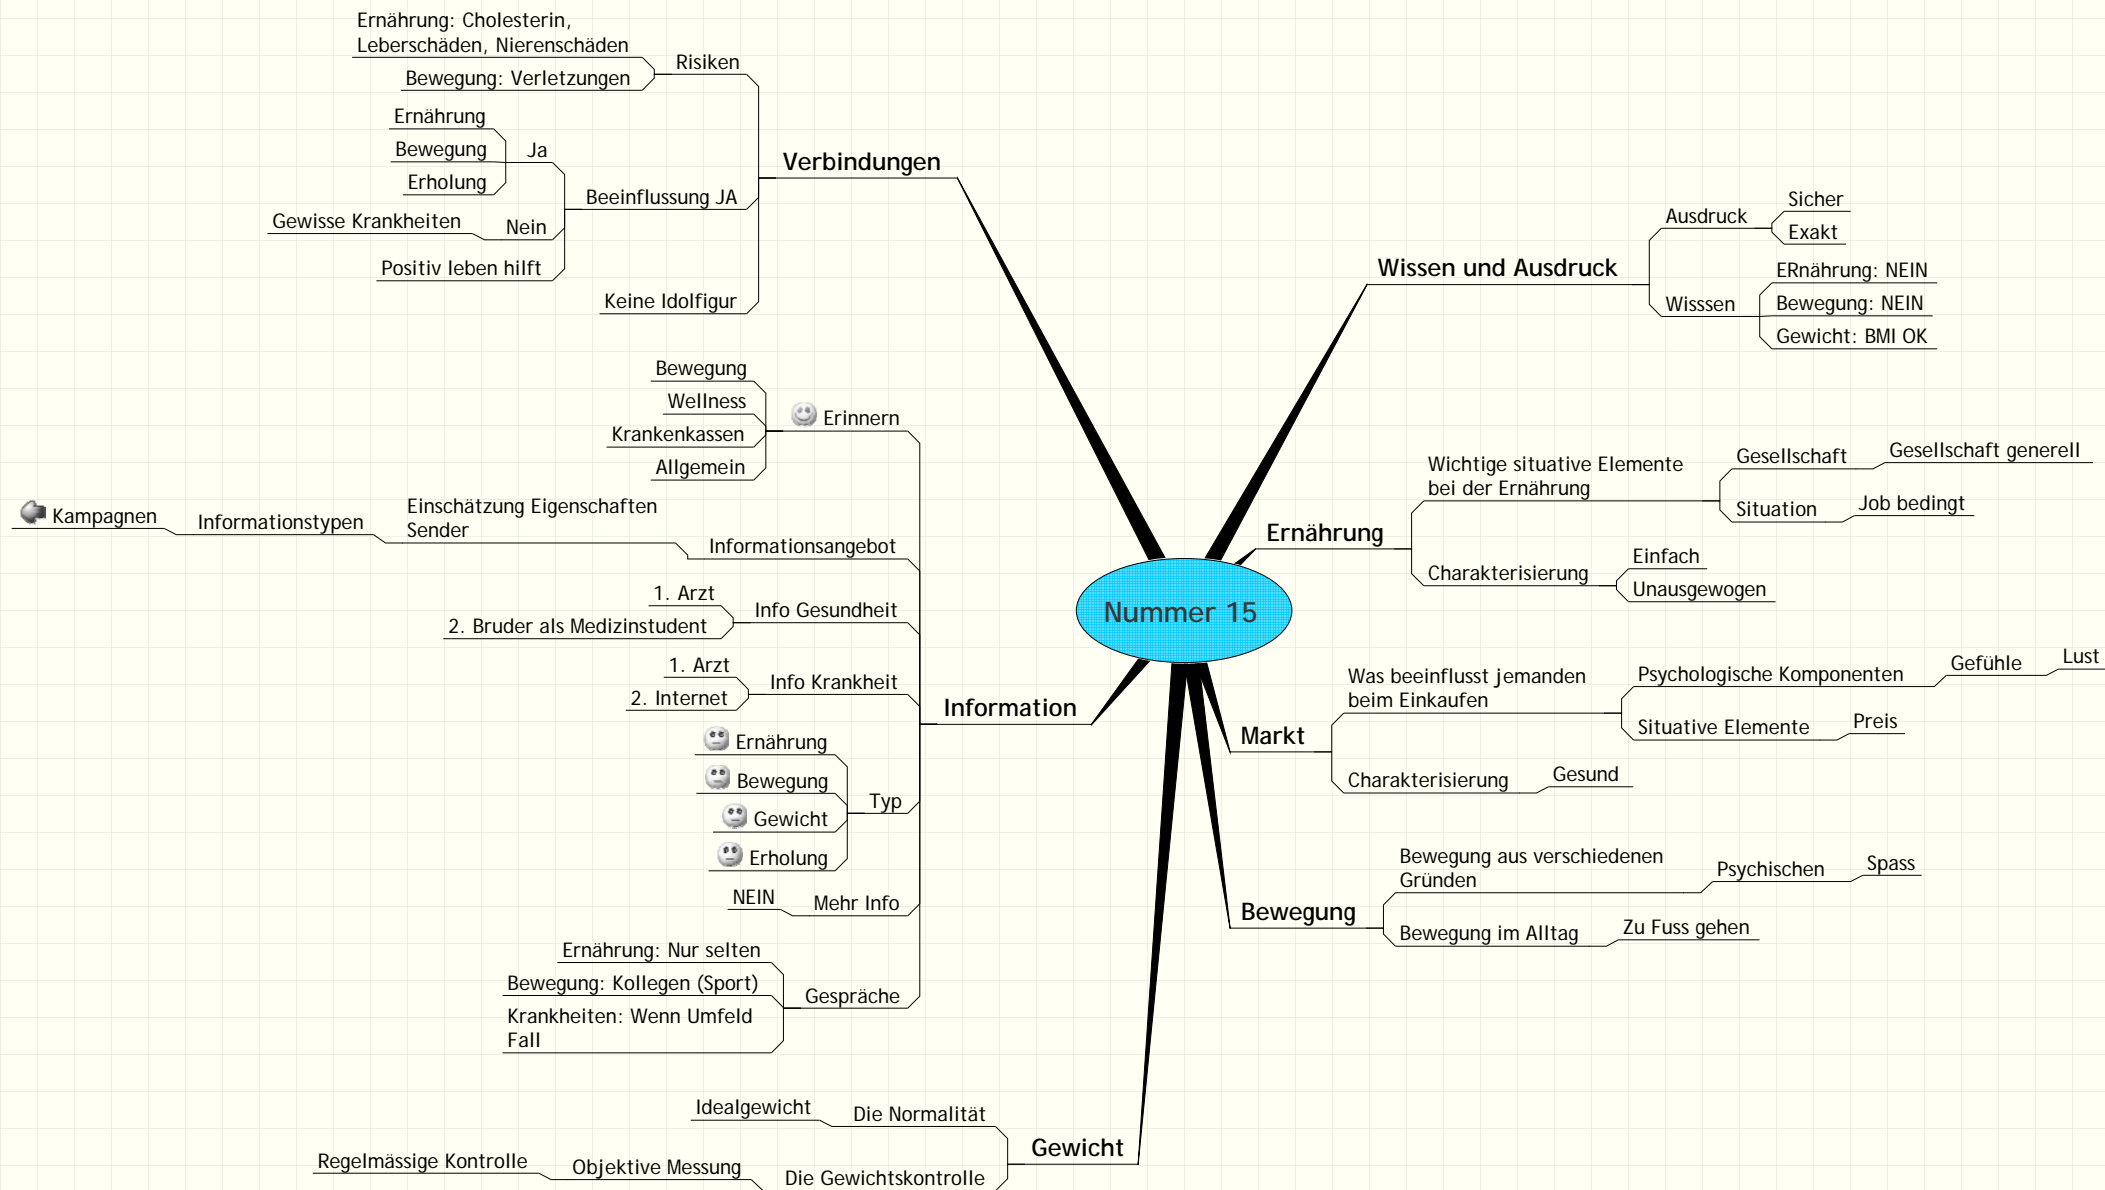 Ernährung: Cholesterin,
Leberschäden, Nierenschäden
Bewegung: Verletzungen
Risiken
Ernährung
Bewegung
Erholung
Ja
Gewisse Krankheiten
Nein
Positiv leben hilft
Beeinflussung JA
Keine Idolfigur
Verbindungen
Bewegung
Wellness
Krankenkassen
Allgemein
Erinnern
Kampagnen
Informationstypen
Einschätzung Eigenschaften
Sender
Informationsangebot
1. Arzt
2. Bruder als Medizinstudent
Info Gesundheit
1. Arzt
2. Internet
Info Krankheit
Ernährung
Bewegung
Gewicht
Erholung
Typ
NEIN
Mehr Info
Ernährung: Nur selten
Bewegung: Kollegen (Sport)
Krankheiten: Wenn Umfeld
Fall
Gespräche
Information
Idealgewicht
Die Normalität
Regelmässige Kontrolle
Objektive Messung
Die Gewichtskontrolle
Gewicht
Nummer 15
Wissen und Ausdruck
Ausdruck
Sicher
Exakt
Wisssen
ERnährung: NEIN
Bewegung: NEIN
Gewicht: BMI OK
Ernährung
Wichtige situative Elemente
bei der Ernährung
Gesellschaft
Gesellschaft generell
Situation
Job bedingt
Charakterisierung
Einfach
Unausgewogen
Markt
Was beeinflusst jemanden
beim Einkaufen
Psychologische Komponenten
Gefühle
Lust
Situative Elemente
Preis
Charakterisierung
Gesund
Bewegung
Bewegung aus verschiedenen
Gründen
Psychischen
Spass
Bewegung im Alltag
Zu Fuss gehen